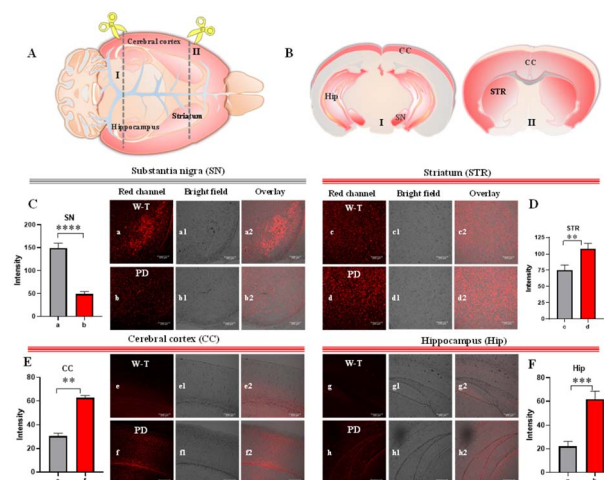 A
B
Cerebral cortex
II
I
Hippocampus
Striatum
CC
Hip
SN
I
CC
STR
II
Substantia nigra (SN)
Striatum (STR)
Red channel
Bright field
Overlay
Red channel
Bright field
Overlay
C
SN
****
Intensity
150
100
50
0
a
b
W-T
a
a1
a2
PD
b
b1
b2
W-T
c
c1
c2
PD
d
d1
d2
D
STR
**
Intensity
125
100
75
50
25
0
c
d
Cerebral cortex (CC)
Hippocampus (Hip)
E
CC
**
Intensity
80
60
40
20
0
W-T
e
e1
e2
PD
f
f1
f2
W-T
g
g1
g2
PD
h
h1
h2
F
Hip
***
Intensity
80
60
40
20
0